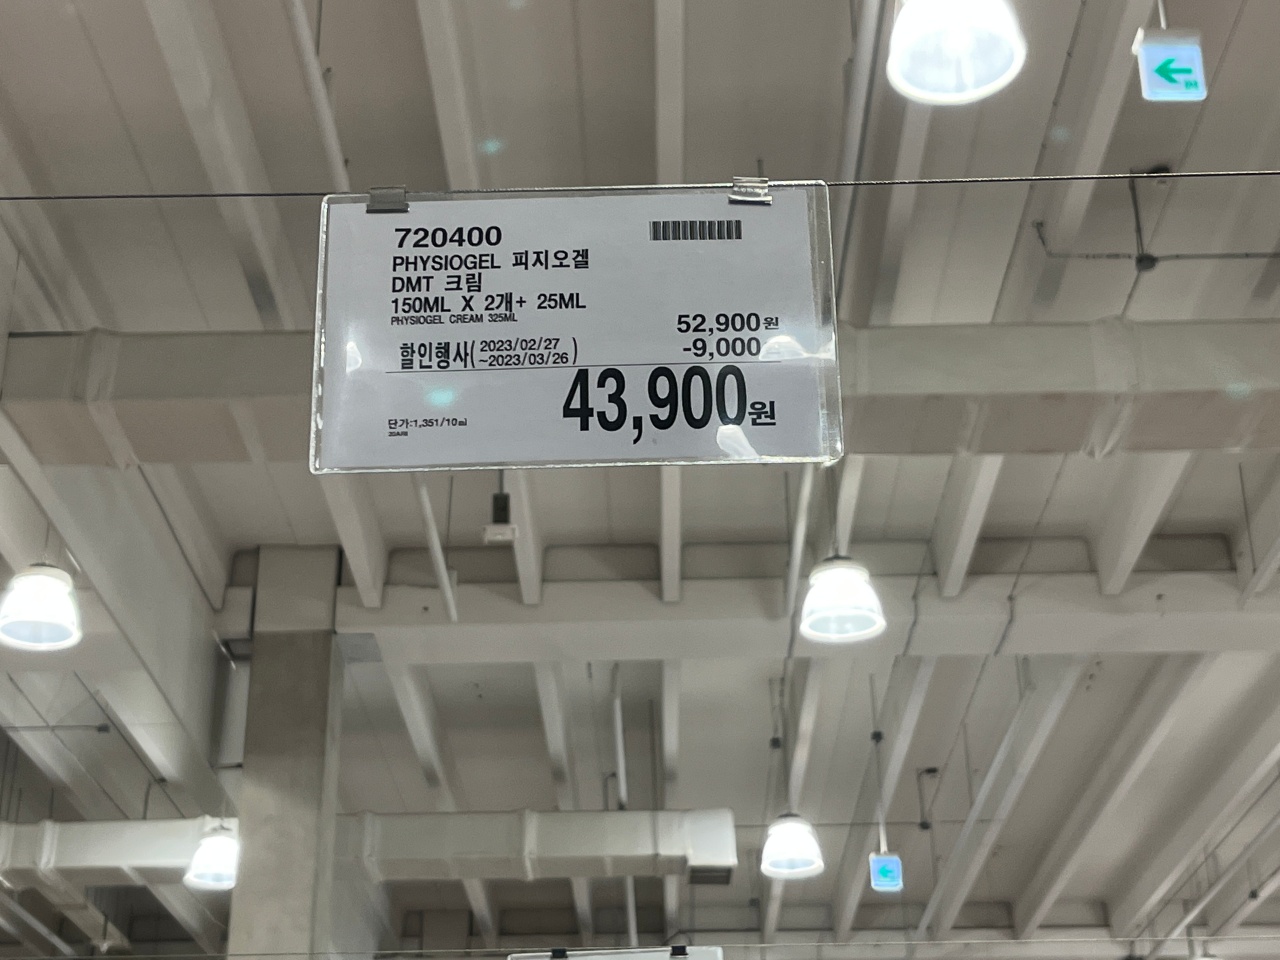 720400
PHYSIOGEL 피지오겔
DMT 크림
150ML X 2개+ 25ML
PHYSIOGEL CREAM 325ML
52,900원
할인행사( 2023/02/27 ~2023/03/26 )
-9,000
43,900원
단가:1,351/10㎖